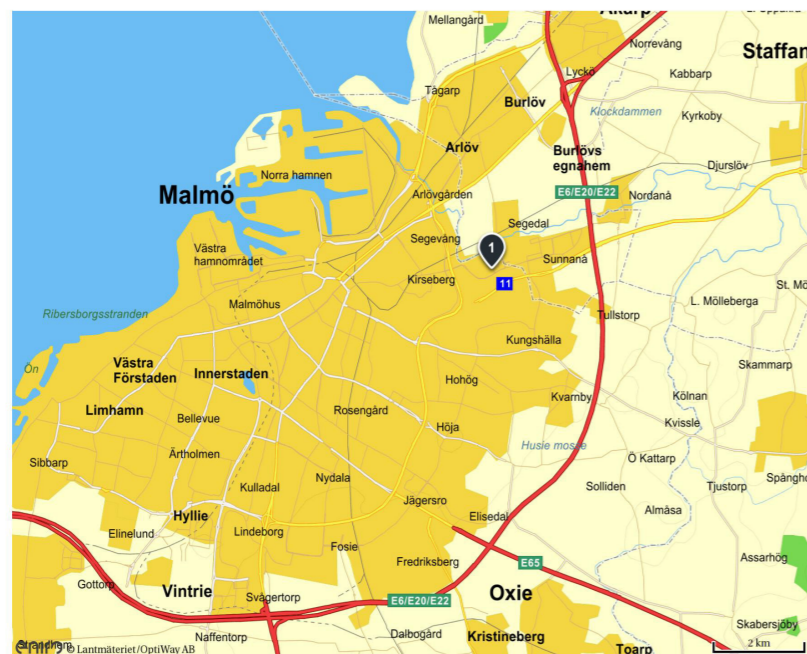 Mellangård
Åkarp
Norrevång
Staffan
Lyckö
Kabbarp
Tågarp
Burlöv
Klockdammen
Kyrkoby
Arlöv
Burlövs
egnahem
Djurslöv
Norra hamnen
E6/E20/E22
Malmö
Arlövgården
Nordanå
Segedal
Segevång
1
Västra
hamnområdet
Sunnanå
Kirseberg
11
St. Mö
Malmöhus
L. Mölleberga
Ribersborgsstranden
Tullstorp
Kungshälla
Ön
Västra
Förstaden
Innerstaden
Skammarp
Hohög
Limhamn
Rosengård
Kvarnby
Kölnan
Bellevue
Kvissle
Höja
Husie mosse
Ärtholmen
Ö Kattarp
Sibbarp
Nydala
Spångho
Kulladal
Solliden
Tjustorp
Jägersro
Almåsa
Hyllie
Elisedal
Elinelund
Lindeborg
Fosie
Fredriksberg
Assarhög
E65
Gottorp
Vintrie
Svågertorp
Oxie
E6/E20/E22
Skabersjöby
Naffentorp
Dalbogård
Kristineberg
2 km
Toarp
Strandhem
© Lantmäteriet/OptiWay AB